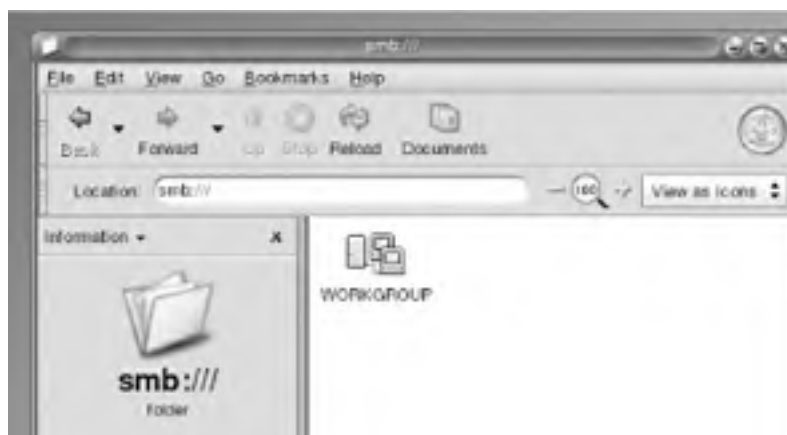 smb:///
File Edit View Go Bookmarks Help
Back Forward Up Stop Reload Documents
Location: smb:/// 100 View as Icons
Information x
WORKGROUP
smb:///
Folder